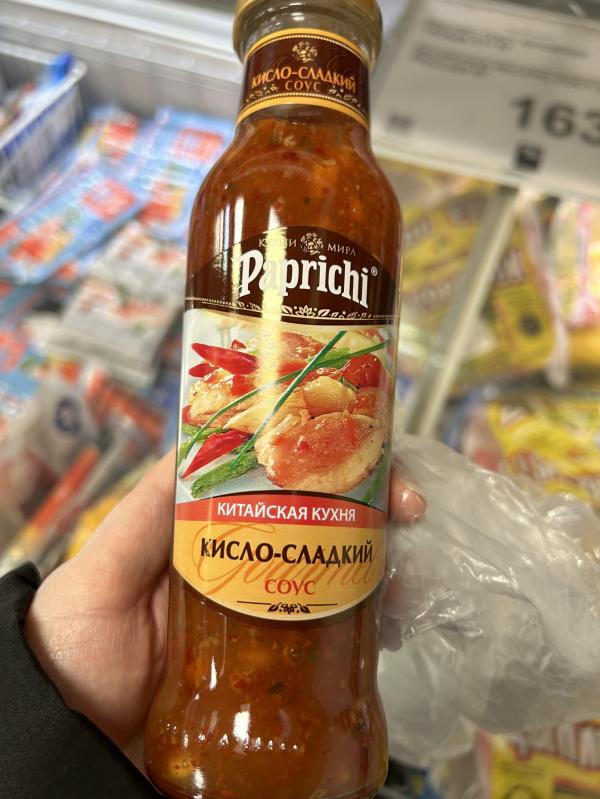 КИСЛО-СЛАДКИЙ
СОУС
КУХНИ МИРА
Paprichi®
КИТАЙСКАЯ КУХНЯ
Gourmet
КИСЛО-СЛАДКИЙ
СОУС
163